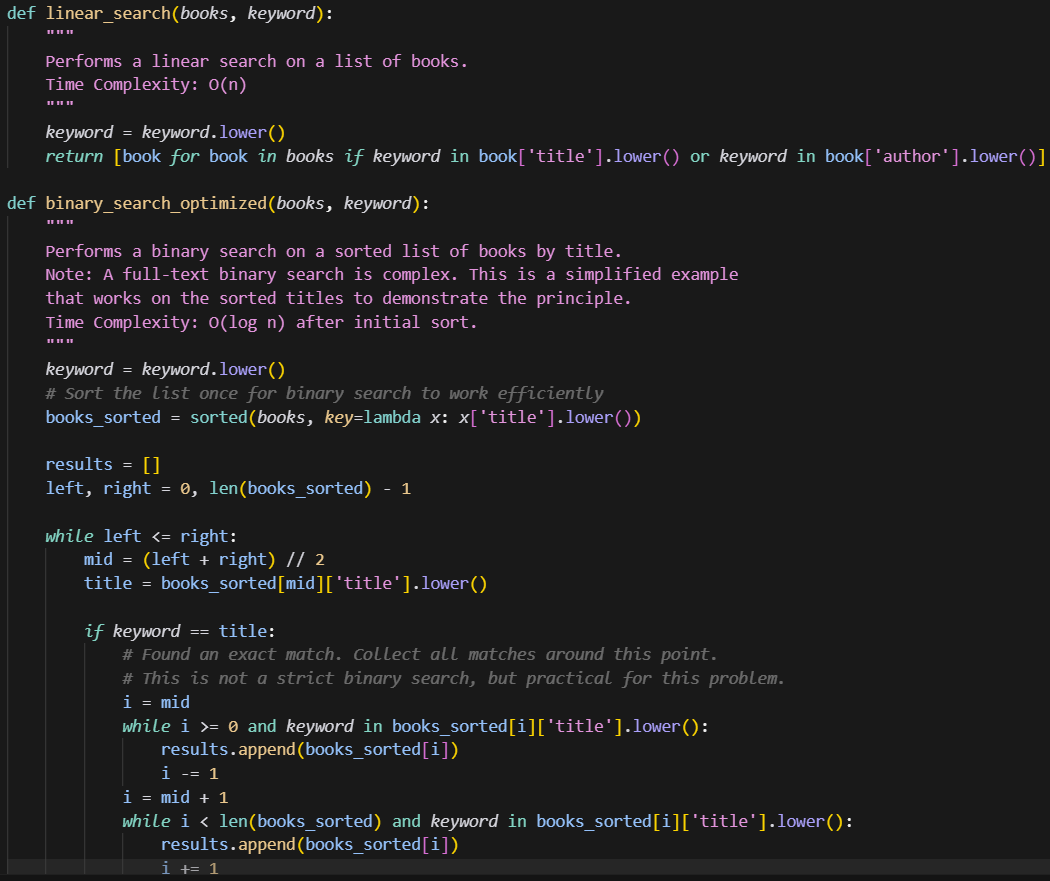 def linear_search(books, keyword):
    """
    Performs a linear search on a list of books.
    Time Complexity: O(n)
    """
    keyword = keyword.lower()
    return [book for book in books if keyword in book['title'].lower() or keyword in book['author'].lower()]

def binary_search_optimized(books, keyword):
    """
    Performs a binary search on a sorted list of books by title.
    Note: A full-text binary search is complex. This is a simplified example
    that works on the sorted titles to demonstrate the principle.
    Time Complexity: O(log n) after initial sort.
    """
    keyword = keyword.lower()
    # Sort the list once for binary search to work efficiently
    books_sorted = sorted(books, key=lambda x: x['title'].lower())

    results = []
    left, right = 0, len(books_sorted) - 1

    while left <= right:
        mid = (left + right) // 2
        title = books_sorted[mid]['title'].lower()

        if keyword == title:
            # Found an exact match. Collect all matches around this point.
            # This is not a strict binary search, but practical for this problem.
            i = mid
            while i >= 0 and keyword in books_sorted[i]['title'].lower():
                results.append(books_sorted[i])
                i -= 1
            i = mid + 1
            while i < len(books_sorted) and keyword in books_sorted[i]['title'].lower():
                results.append(books_sorted[i])
                i += 1